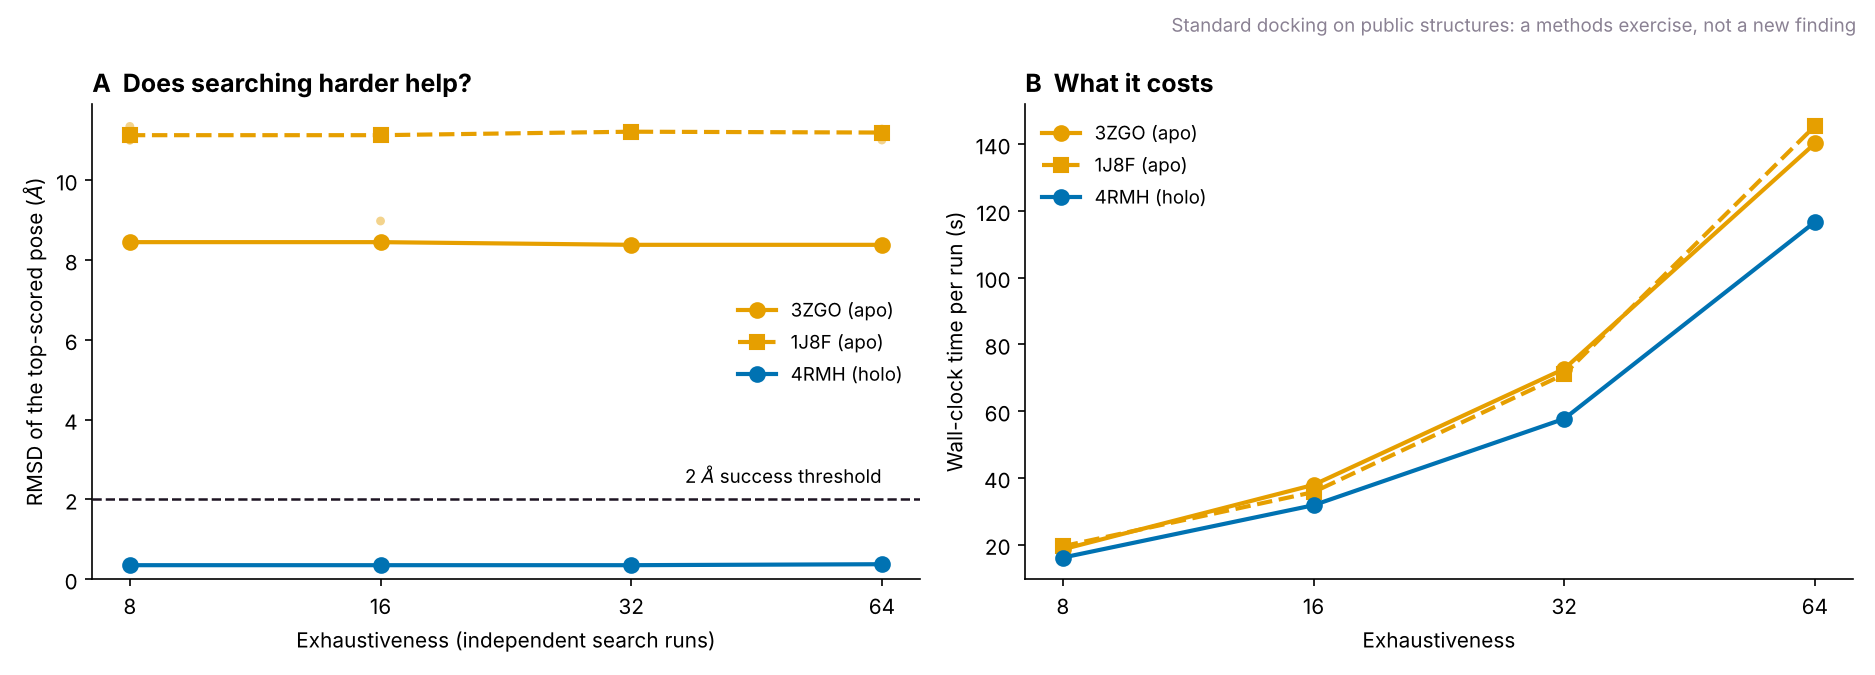 Standard docking on public structures: a methods exercise, not a new finding
A Does searching harder help?
RMSD of the top-scored pose (Å)
10
8
6
4
2
0
3ZGO (apo)
1J8F (apo)
4RMH (holo)
2 Å success threshold
8 16 32 64
Exhaustiveness (independent search runs)
B What it costs
Wall-clock time per run (s)
140
120
100
80
60
40
20
3ZGO (apo)
1J8F (apo)
4RMH (holo)
8 16 32 64
Exhaustiveness